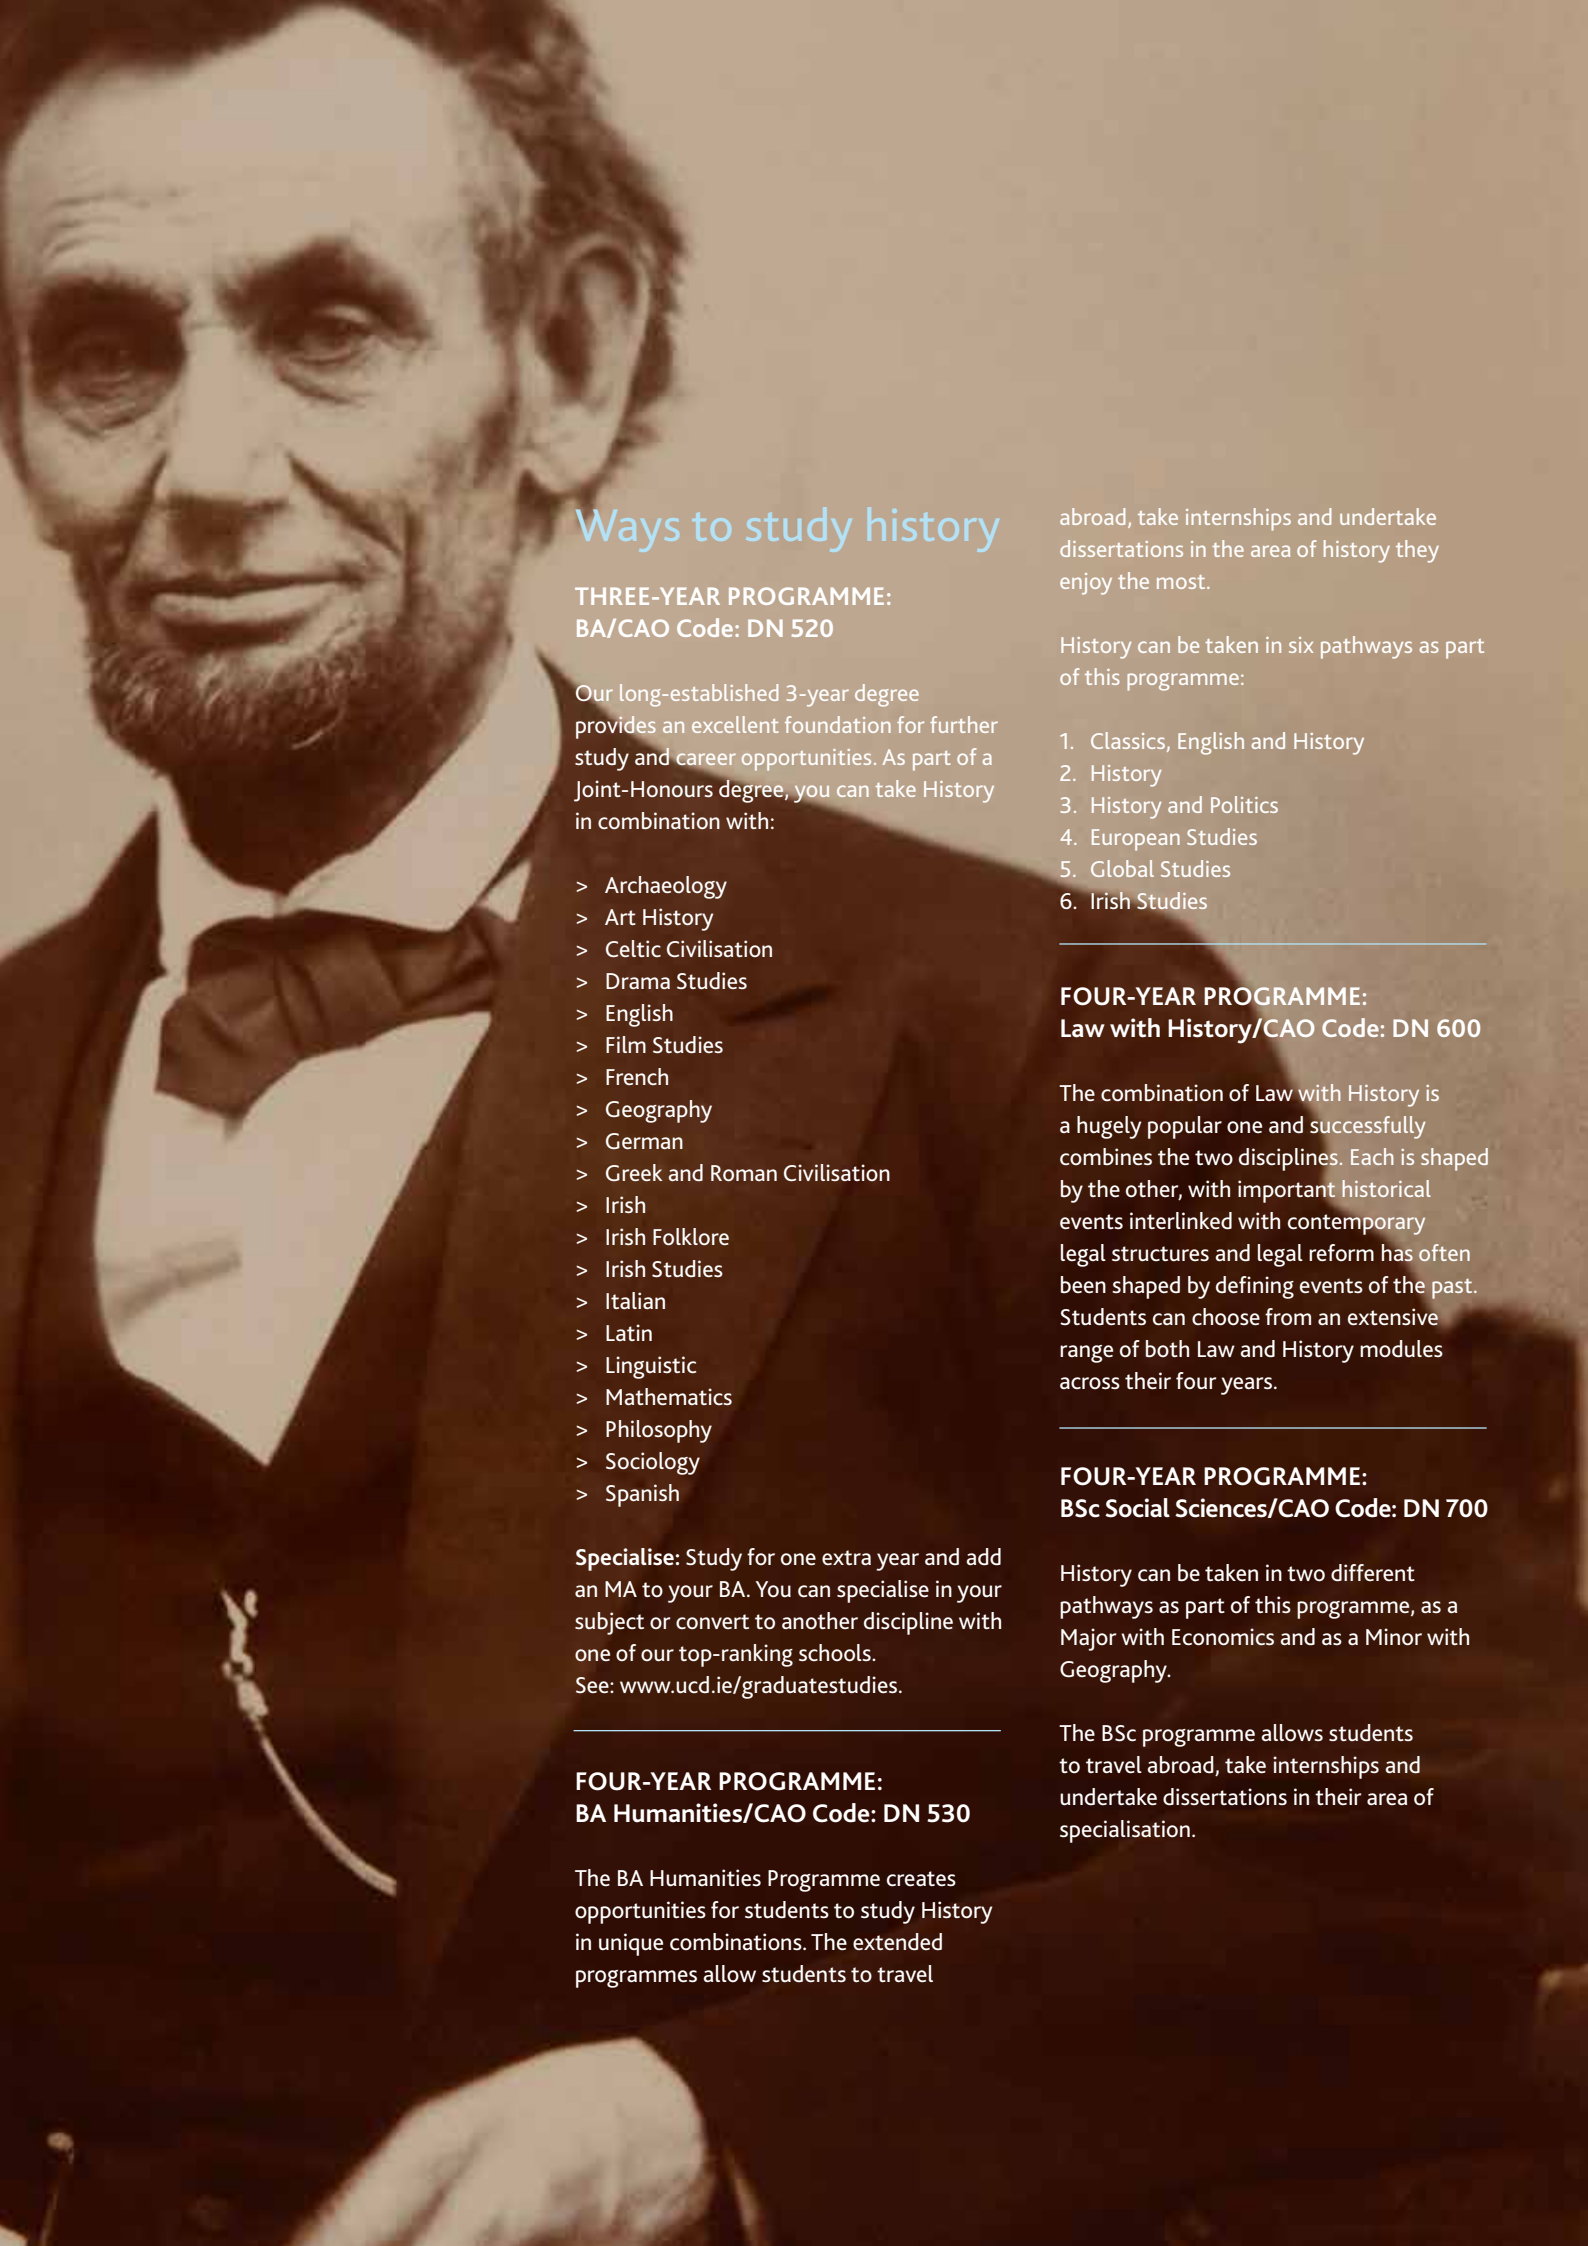 Ways to study history
THREE-YEAR PROGRAMME:
BA/CAO Code: DN 520
Our long-established 3-year degree
provides an excellent foundation for further
study and career opportunities. As part of a
Joint-Honours degree, you can take History
in combination with:
> Archaeology
> Art History
> Celtic Civilisation
> Drama Studies
> English
> Film Studies
> French
> Geography
> German
> Greek and Roman Civilisation
> Irish
> Irish Folklore
> Irish Studies
> Italian
> Latin
> Linguistic
> Mathematics
> Philosophy
> Sociology
> Spanish
Specialise: Study for one extra year and add
an MA to your BA. You can specialise in your
subject or convert to another discipline with
one of our top-ranking schools.
See: www.ucd.ie/graduatestudies.
FOUR-YEAR PROGRAMME:
BA Humanities/CAO Code: DN 530
The BA Humanities Programme creates
opportunities for students to study History
in unique combinations. The extended
programmes allow students to travel
abroad, take internships and undertake
dissertations in the area of history they
enjoy the most.
History can be taken in six pathways as part
of this programme:
1. Classics, English and History
2. History
3. History and Politics
4. European Studies
5. Global Studies
6. Irish Studies
FOUR-YEAR PROGRAMME:
Law with History/CAO Code: DN 600
The combination of Law with History is
a hugely popular one and successfully
combines the two disciplines. Each is shaped
by the other, with important historical
events interlinked with contemporary
legal structures and legal reform has often
been shaped by defining events of the past.
Students can choose from an extensive
range of both Law and History modules
across their four years.
FOUR-YEAR PROGRAMME:
BSc Social Sciences/CAO Code: DN 700
History can be taken in two different
pathways as part of this programme, as a
Major with Economics and as a Minor with
Geography.
The BSc programme allows students
to travel abroad, take internships and
undertake dissertations in their area of
specialisation.